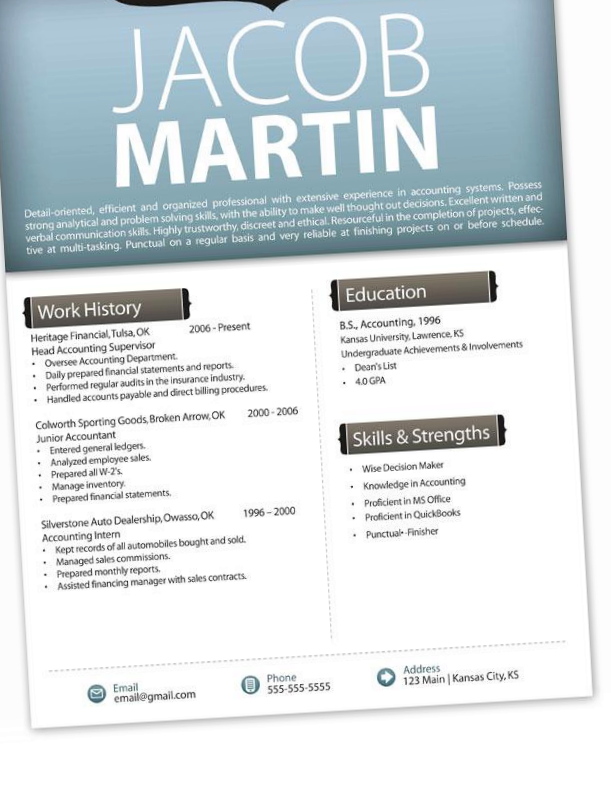 JACOB
MARTIN
Detail-oriented, efficient and organized professional with extensive experience in accounting systems. Possess
strong analytical and problem solving skills, with the ability to make well thought out decisions. Excellent written and
verbal communication skills. Highly trustworthy, discreet and ethical. Resourceful in the completion of projects, effec-
tive at multi-tasking. Punctual on a regular basis and very reliable at finishing projects on or before schedule.
Work History
Heritage Financial, Tulsa, OK 2006 - Present
Head Accounting Supervisor
• Oversee Accounting Department.
• Daily prepared financial statements and reports.
• Performed regular audits in the insurance industry.
• Handled accounts payable and direct billing procedures.
Colworth Sporting Goods, Broken Arrow, OK 2000 - 2006
Junior Accountant
• Entered general ledgers.
• Analyzed employee sales.
• Prepared all W-2's.
• Manage inventory.
• Prepared financial statements.
Silverstone Auto Dealership, Owasso, OK 1996 – 2000
Accounting Intern
• Kept records of all automobiles bought and sold.
• Managed sales commissions.
• Prepared monthly reports.
• Assisted financing manager with sales contracts.
Education
B.S., Accounting, 1996
Kansas University, Lawrence, KS
Undergraduate Achievements & Involvements
• Dean's List
• 4.0 GPA
Skills & Strengths
• Wise Decision Maker
• Knowledge in Accounting
• Proficient in MS Office
• Proficient in QuickBooks
• Punctual•·Finisher
Email
email@gmail.com
Phone
555-555-5555
Address
123 Main | Kansas City, KS